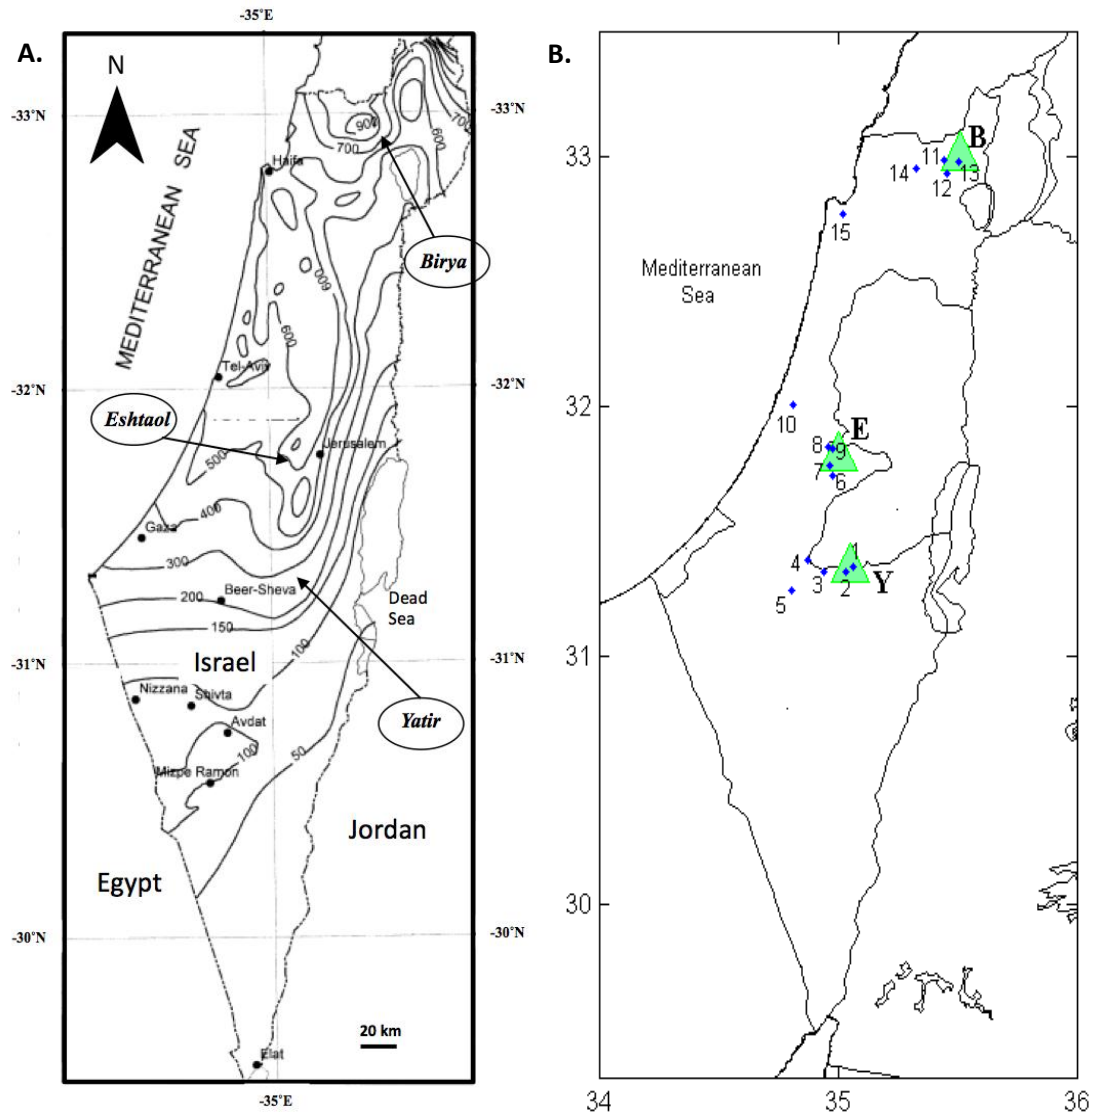 A.
-35°E
N
-33°N
-33°N
900
700
700
600
Haifa
MEDITERRANEAN SEA
Birya
600
600
Tel-Aviv
-32°N
-32°N
Eshtaol
Jerusalem
500
400
Gaza
300
Beer-Sheva
200
150
Dead
Sea
100
Israel
-31°N
-31°N
Nizzana
Shivta
Yatir
Avdat
100
50
Mizpe Ramon
Jordan
Egypt
-30°N
-30°N
20 km
Elat
-35°E
B.
33
B
11
13
14
12
15
Mediterranean
Sea
32
10
E
8
9
7
6
1
4
3
2
Y
5
31
30
34
35
36